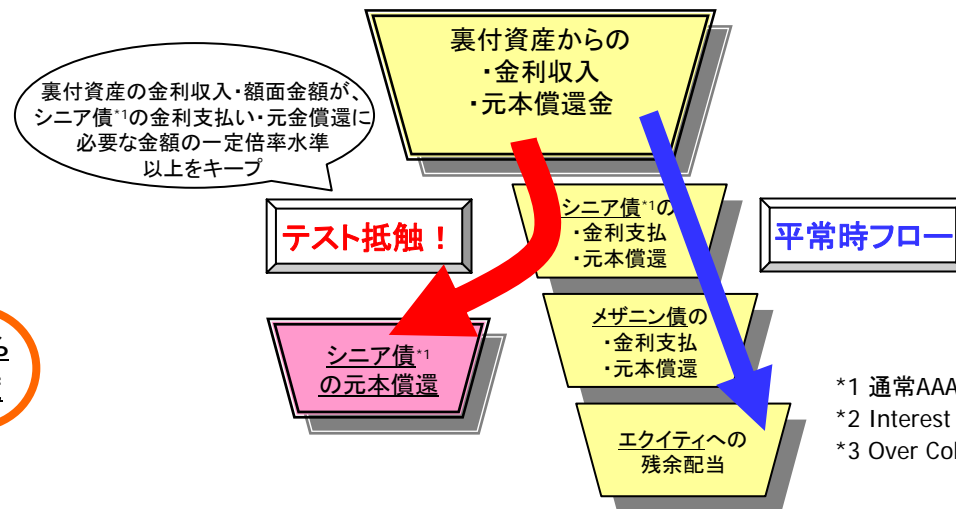 裏付資産からの
・金利収入
・元本償還金
裏付資産の金利収入・額面金額が、
シニア債*1の金利支払い・元金償還に
必要な金額の一定倍率水準
以上をキープ
シニア債*1の
・金利支払
・元本償還
テスト抵触！
平常時フロー
メザニン債の
・金利支払
・元本償還
シニア債*1
の元本償還
エクイティへの
残余配当
*1 通常AAA
*2 Interest
*3 Over Col